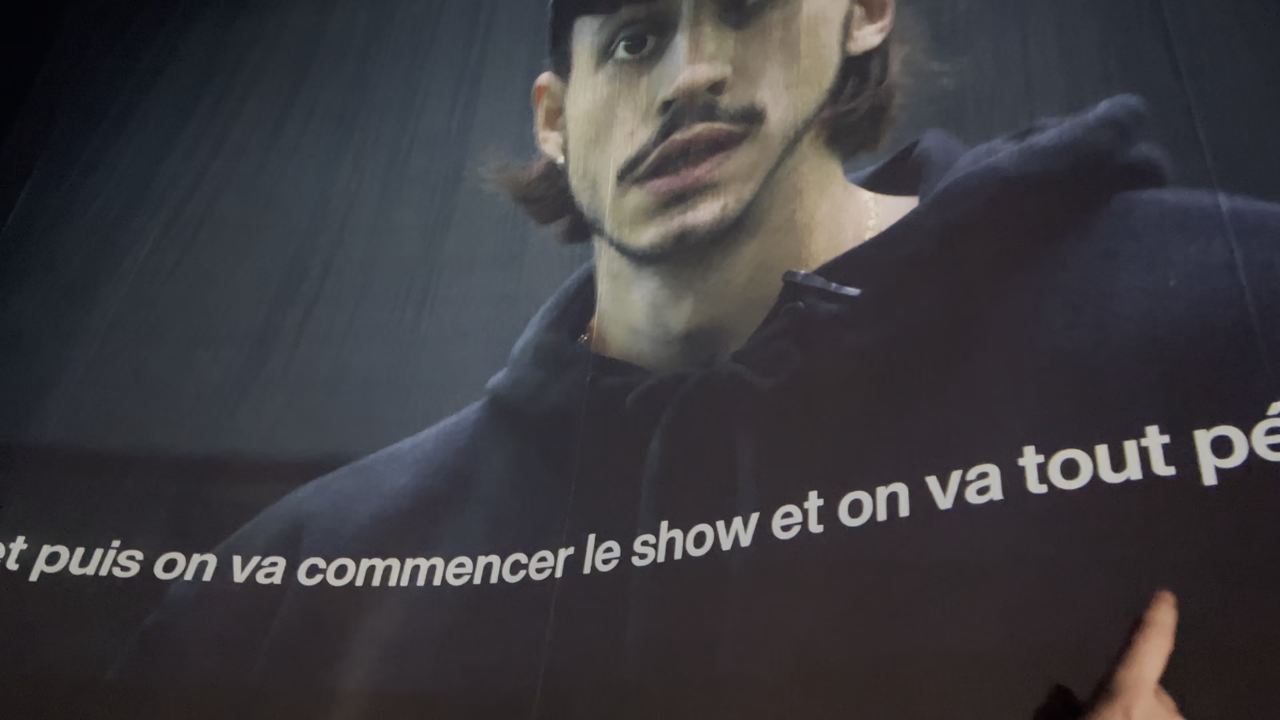 et puis on va commencer le show et on va tout pé